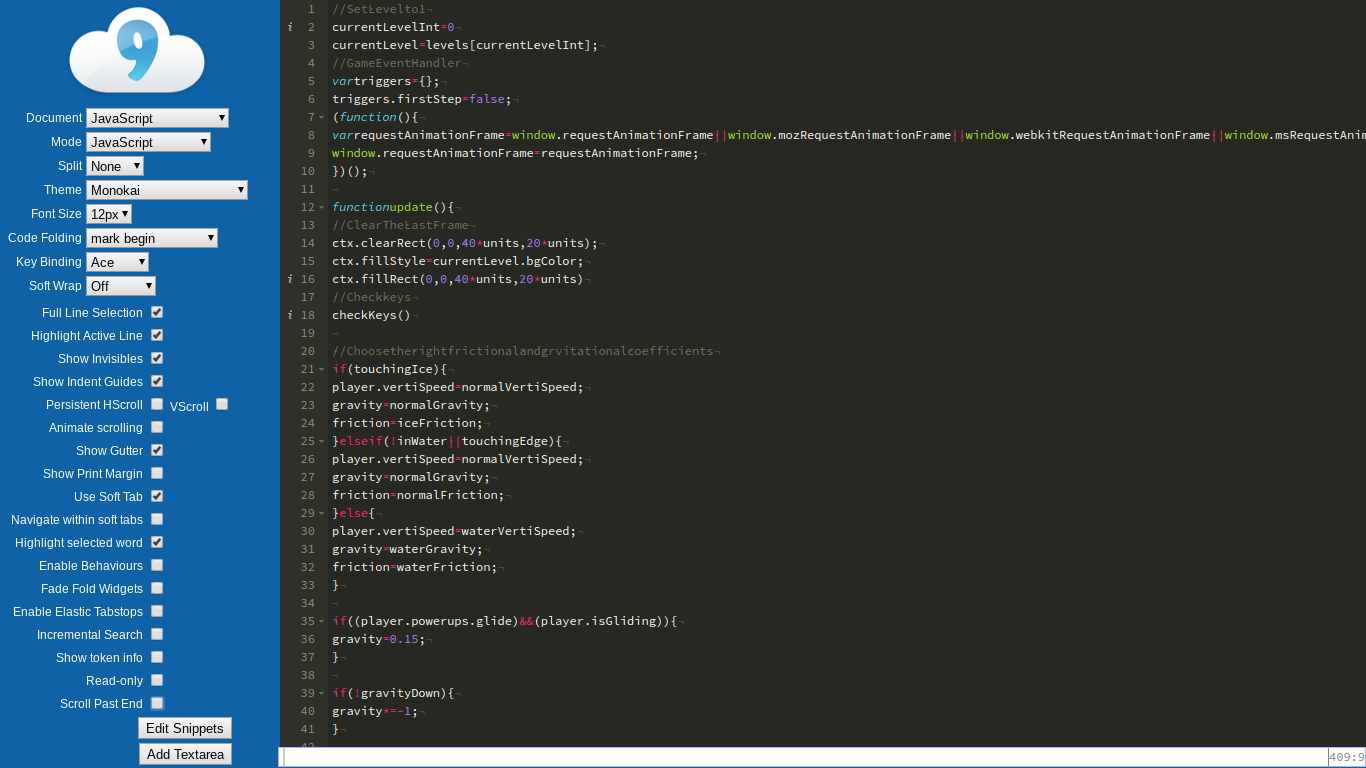 9
Document JavaScript
Mode JavaScript
Split None
Theme Monokai
Font Size 12px
Code Folding mark begin
Key Binding Ace
Soft Wrap Off
Full Line Selection
Highlight Active Line
Show Invisibles
Show Indent Guides
Persistent HScroll VScroll
Animate scrolling
Show Gutter
Show Print Margin
Use Soft Tab
Navigate within soft tabs
Highlight selected word
Enable Behaviours
Fade Fold Widgets
Enable Elastic Tabstops
Incremental Search
Show token info
Read-only
Scroll Past End
Edit Snippets
Add Textarea
1 //SetLevelto1¬
i 2 currentLevelInt=0¬
3 currentLevel=levels[currentLevelInt];¬
4 //GameEventHandler¬
5 vartriggers={};¬
6 triggers.firstStep=false;¬
7 (function(){¬
8 varrequestAnimationFrame=window.requestAnimationFrame||window.mozRequestAnimationFrame||window.webkitRequestAnimationFrame||window.msRequestAnim
9 window.requestAnimationFrame=requestAnimationFrame;¬
10 })();¬
11 ¬
12 functionupdate(){¬
13 //ClearTheLastFrame¬
14 ctx.clearRect(0,0,40*units,20*units);¬
15 ctx.fillStyle=currentLevel.bgColor;¬
i 16 ctx.fillRect(0,0,40*units,20*units)¬
17 //Checkkeys¬
i 18 checkKeys()¬
19 ¬
20 //Choosetherightfrictionalandgrvitationalcoefficients¬
21 if(touchingIce){¬
22 player.vertiSpeed=normalVertiSpeed;¬
23 gravity=normalGravity;¬
24 friction=iceFriction;¬
25 }elseif(!inWater||touchingEdge){¬
26 player.vertiSpeed=normalVertiSpeed;¬
27 gravity=normalGravity;¬
28 friction=normalFriction;¬
29 }else{¬
30 player.vertiSpeed=waterVertiSpeed;¬
31 gravity=waterGravity;¬
32 friction=waterFriction;¬
33 }¬
34 ¬
35 if((player.powerups.glide)&&(player.isGliding)){¬
36 gravity=0.15;¬
37 }¬
38 ¬
39 if(!gravityDown){¬
40 gravity*=-1;¬
41 }¬
42
409:9